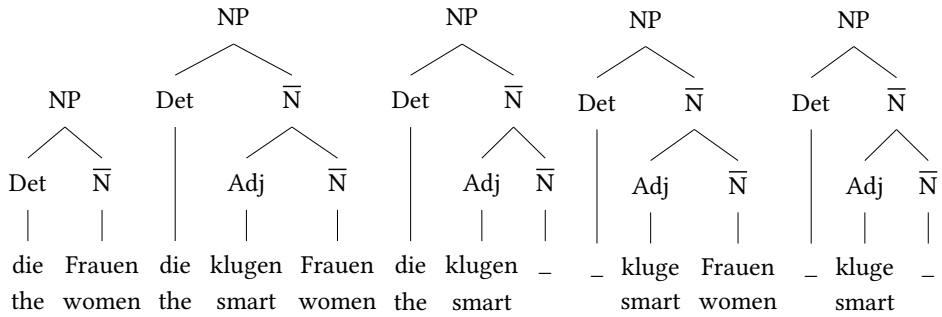 NP NP NP NP
NP Det N̅ Det N̅ Det N̅ Det N̅
Det N̅ Adj N̅ Adj N̅ Adj N̅ Adj N̅
die Frauen die klugen Frauen die klugen _ _ kluge Frauen _ kluge _
the women the smart women the smart smart women smart